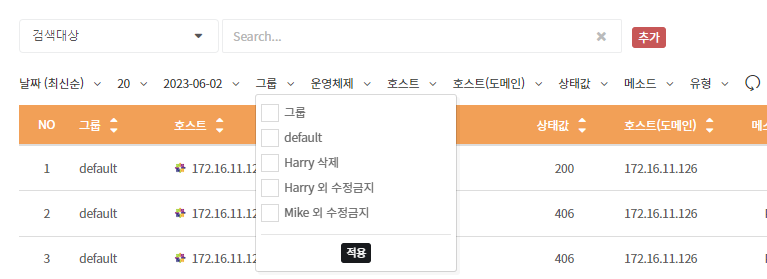 검색대상
Search...
추가
날짜 (최신순) 20 2023-06-02 그룹 운영체제 호스트 호스트(도메인) 상태값 메소드 유형
NO 그룹 호스트 상태값 호스트(도메인)
그룹
default
Harry 삭제
Harry 외 수정금지
Mike 외 수정금지
적용
1 default 172.16.11.12 200 172.16.11.126
2 default 172.16.11.12 406 172.16.11.126
3 default 172.16.11.12 406 172.16.11.126